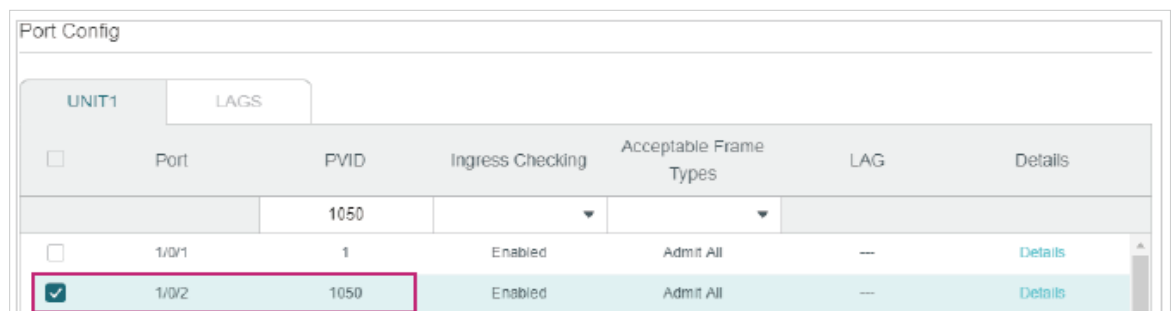 Port Config
UNIT1 LAGS
Port PVID Ingress Checking Acceptable Frame Types LAG Details
1050
1/0/1 1 Enabled Admit All --- Details
1/0/2 1050 Enabled Admit All --- Details